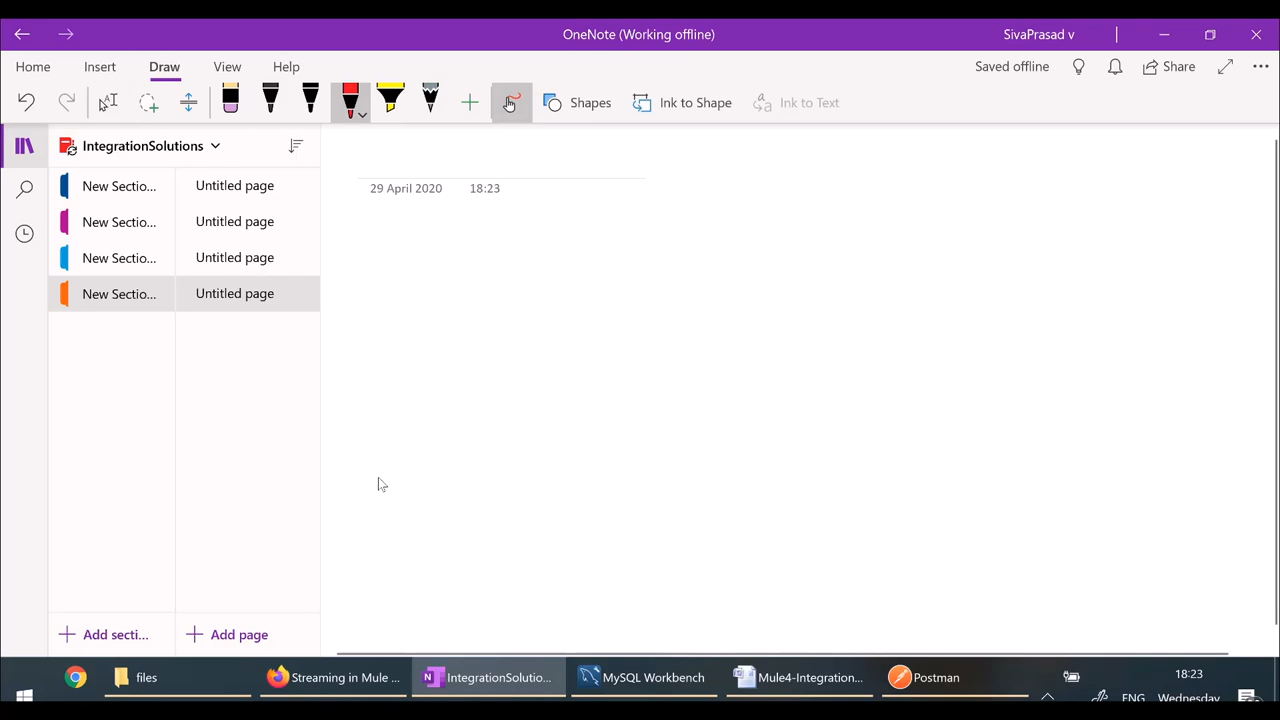 OneNote (Working offline)
SivaPrasad v
Home Insert Draw View Help
Saved offline
Share
Shapes
Ink to Shape
Ink to Text
IntegrationSolutions
New Sectio... Untitled page
New Sectio... Untitled page
New Sectio... Untitled page
New Sectio... Untitled page
29 April 2020 18:23
Add secti... Add page
files
Streaming in Mule ...
IntegrationSolutio...
MySQL Workbench
Mule4-Integration...
Postman
18:23
ENG
Wednesday